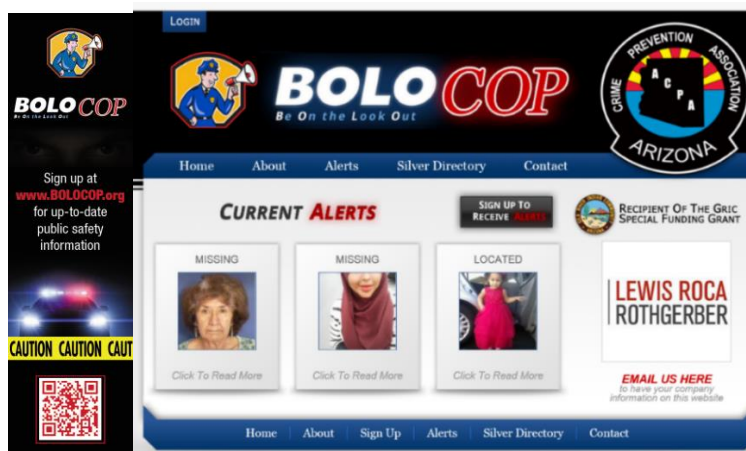 BOLO COP
Be On the Look Out
Sign up at
www.BOLOCOP.org
for up-to-date
public safety
information
CAUTION CAUTION CAUT
LOGIN
BOLO COP
Be On the Look Out
CRIME PREVENTION ASSOCIATION
ACPA
ARIZONA
Home About Alerts Silver Directory Contact
CURRENT ALERTS
SIGN UP TO
RECEIVE ALERTS
RECIPIENT OF THE GRIC
SPECIAL FUNDING GRANT
MISSING
Click To Read More
MISSING
Click To Read More
LOCATED
Click To Read More
LEWIS ROCA
ROTHGERBER
EMAIL US HERE
to have your company
information on this website
Home About Sign Up Alerts Silver Directory Contact